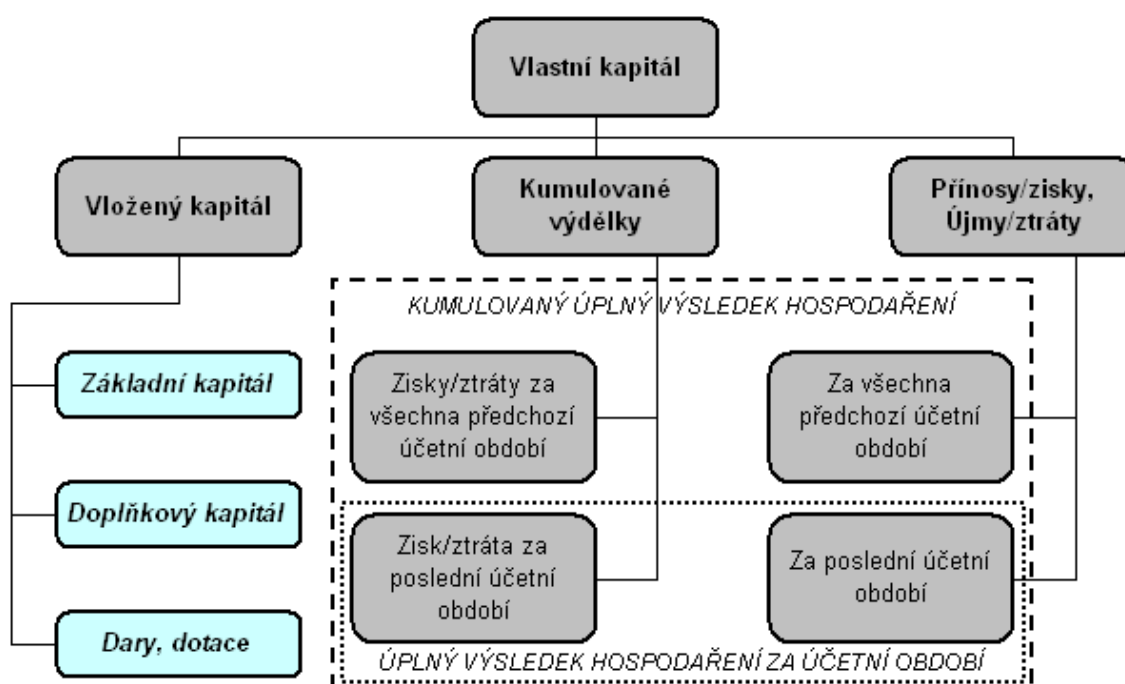 Vlastní kapitál
Vložený kapitál
Kumulované
výdělky
Přínosy/zisky,
Újmy/ztráty
KUMULOVANÝ ÚPLNÝ VÝSLEDEK HOSPODAŘENÍ
Základní kapitál
Zisky/ztráty za
všechna předchozí
účetní období
Za všechna
předchozí účetní
období
Doplňkový kapitál
Zisk/ztráta za
poslední účetní
období
Za poslední účetní
období
Dary, dotace
ÚPLNÝ VÝSLEDEK HOSPODAŘENÍ ZA ÚČETNÍ OBDOBÍ